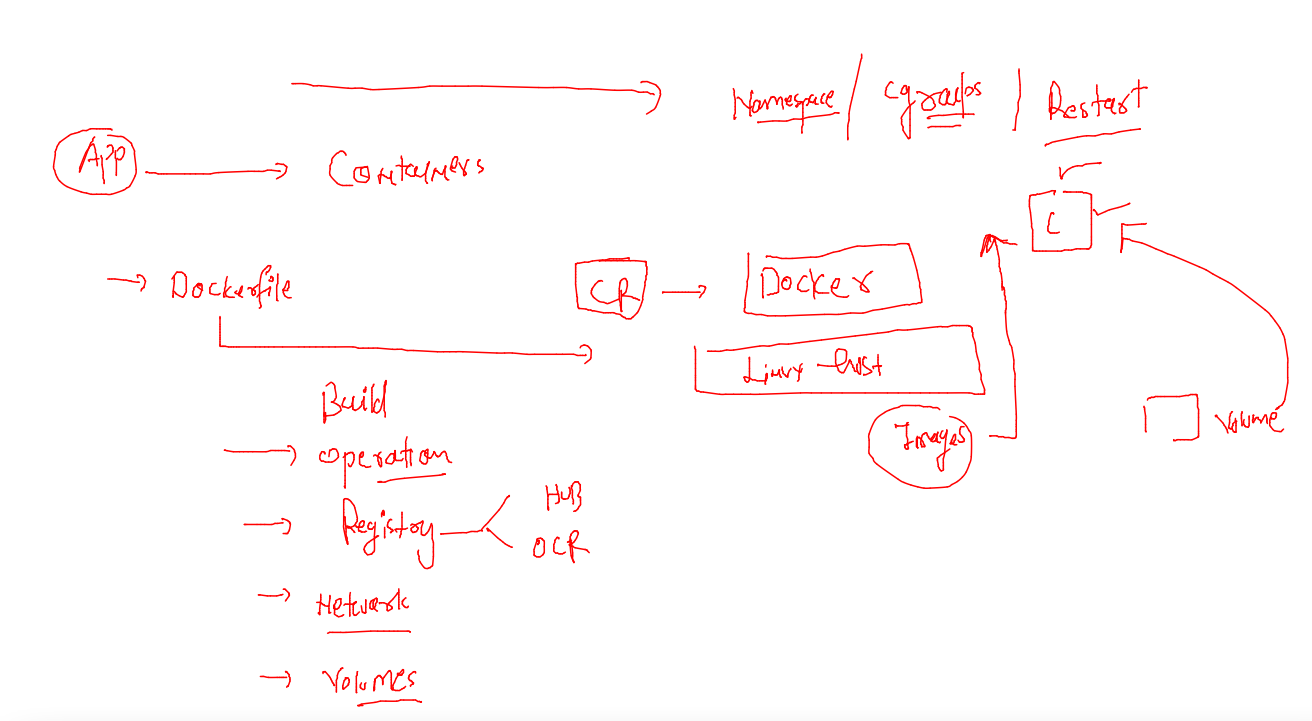 Namespace / cgroups | Restart
App
Containers
C
Dockerfile
CR
Docker
Linux host
Build
Images
Volume
operation
Registry
HUB
OCR
Network
Volumes